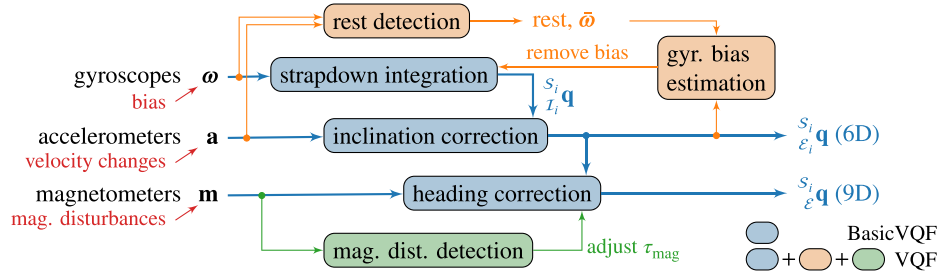 rest detection
rest, ω̄
remove bias
gyr. bias
estimation
gyroscopes ω
bias
strapdown integration
𝒮ᵢ
ℐᵢ q
accelerometers a
velocity changes
inclination correction
𝒮ᵢ
ℰᵢ q (6D)
magnetometers m
mag. disturbances
heading correction
𝒮ᵢ
ℰ q (9D)
mag. dist. detection
adjust τmag
BasicVQF
+ + VQF